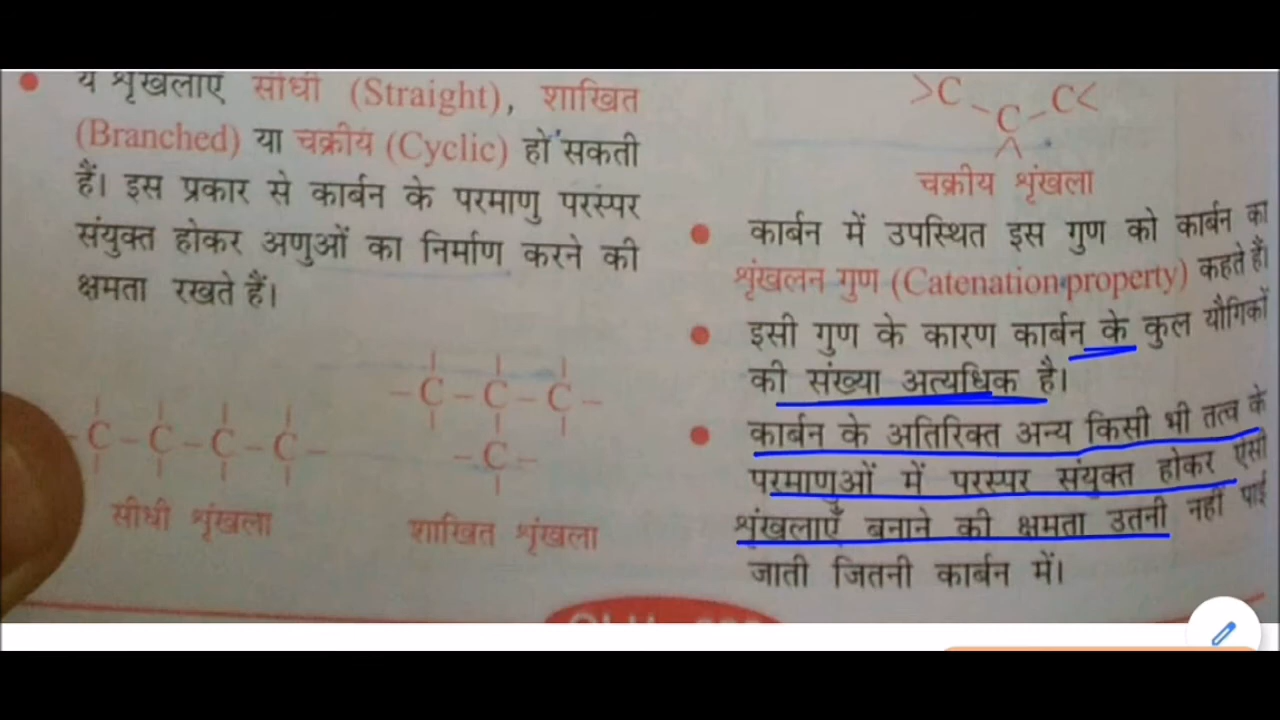 ये शृंखलाएँ सीधी (Straight), शाखित
(Branched) या चक्रीय (Cyclic) हो सकती
हैं। इस प्रकार से कार्बन के परमाणु परस्पर
संयुक्त होकर अणुओं का निर्माण करने की
क्षमता रखते हैं।
– C – C – C – C –
सीधी शृंखला
– C – C – C –
– C –
शाखित शृंखला
>C – C – C<
चक्रीय शृंखला
कार्बन में उपस्थित इस गुण को कार्बन का
शृंखलन गुण (Catenation property) कहते हैं।
इसी गुण के कारण कार्बन के कुल यौगिकों
की संख्या अत्यधिक है।
कार्बन के अतिरिक्त अन्य किसी भी तत्व के
परमाणुओं में परस्पर संयुक्त होकर ऐसी
शृंखलाएँ बनाने की क्षमता उतनी नहीं पाई
जाती जितनी कार्बन में।